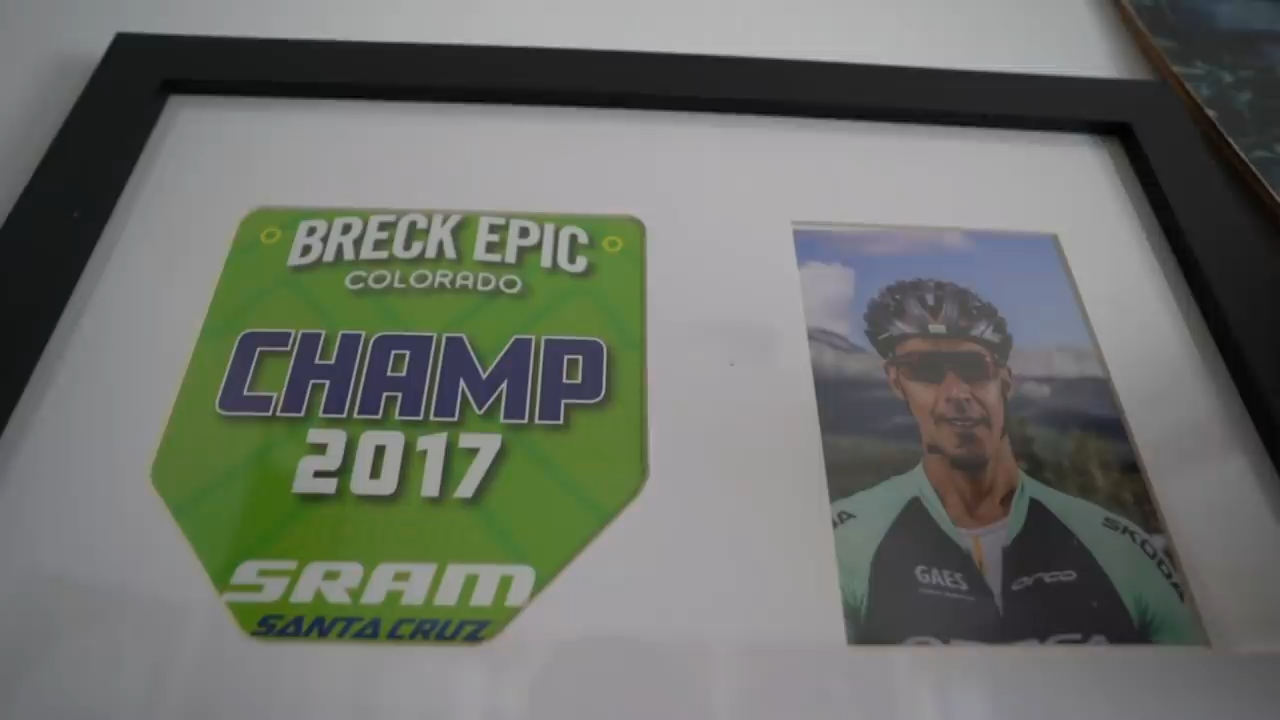 BRECK EPIC
COLORADO
CHAMP
2017
SRAM
SANTA CRUZ
SKODA
GAES
orca